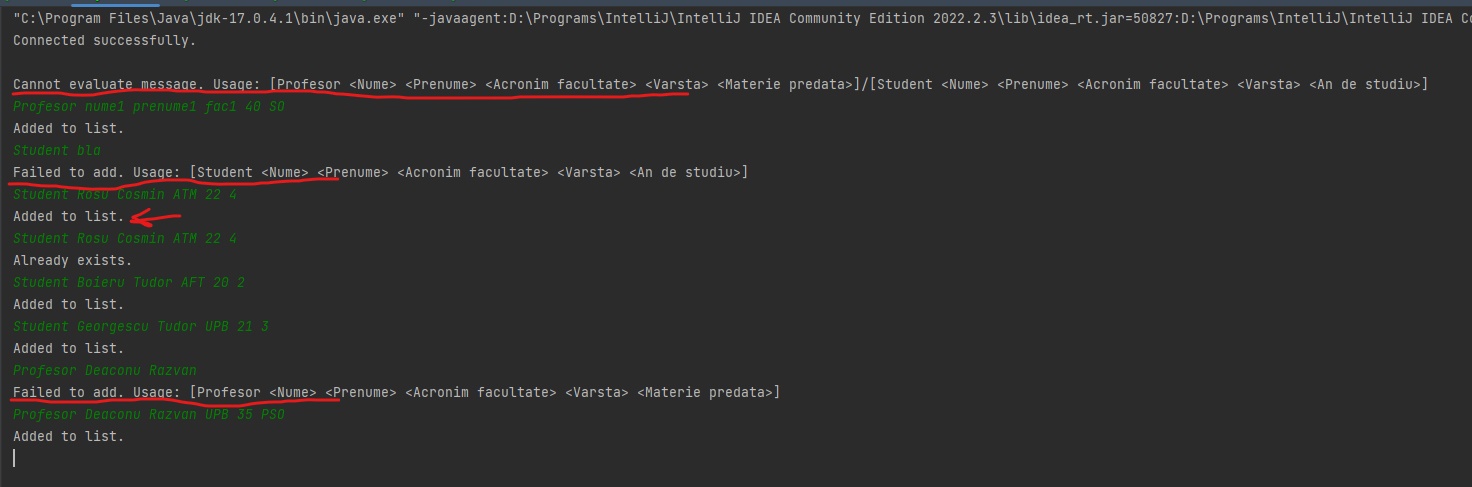 "C:\Program Files\Java\jdk-17.0.4.1\bin\java.exe" "-javaagent:D:\Programs\IntelliJ\IntelliJ IDEA Community Edition 2022.2.3\lib\idea_rt.jar=50827:D:\Programs\IntelliJ\IntelliJ IDEA Co
Connected successfully.
Cannot evaluate message. Usage: [Profesor <Nume> <Prenume> <Acronim facultate> <Varsta> <Materie predata>]/[Student <Nume> <Prenume> <Acronim facultate> <Varsta> <An de studiu>]
Profesor nume1 prenume1 fac1 40 SO
Added to list.
Student bla
Failed to add. Usage: [Student <Nume> <Prenume> <Acronim facultate> <Varsta> <An de studiu>]
Student Rosu Cosmin ATM 22 4
Added to list.
Student Rosu Cosmin ATM 22 4
Already exists.
Student Boieru Tudor AFT 20 2
Added to list.
Student Georgescu Tudor UPB 21 3
Added to list.
Profesor Deaconu Razvan
Failed to add. Usage: [Profesor <Nume> <Prenume> <Acronim facultate> <Varsta> <Materie predata>]
Profesor Deaconu Razvan UPB 35 PSO
Added to list.